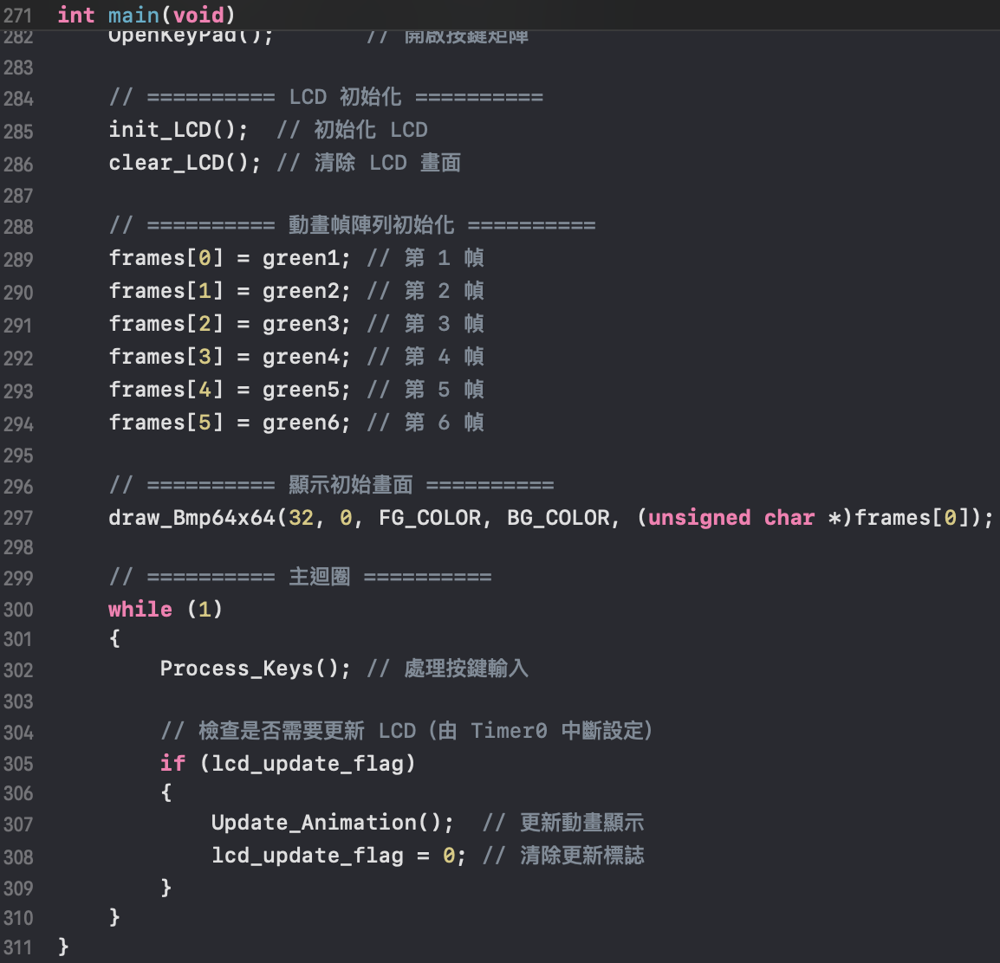 271 int main(void)
282     OpenKeyPad();       // 開啟按鍵矩陣
283
284     // ========== LCD 初始化 ==========
285     init_LCD();  // 初始化 LCD
286     clear_LCD(); // 清除 LCD 畫面
287
288     // ========== 動畫幀陣列初始化 ==========
289     frames[0] = green1; // 第 1 幀
290     frames[1] = green2; // 第 2 幀
291     frames[2] = green3; // 第 3 幀
292     frames[3] = green4; // 第 4 幀
293     frames[4] = green5; // 第 5 幀
294     frames[5] = green6; // 第 6 幀
295
296     // ========== 顯示初始畫面 ==========
297     draw_Bmp64x64(32, 0, FG_COLOR, BG_COLOR, (unsigned char *)frames[0]);
298
299     // ========== 主迴圈 ==========
300     while (1)
301     {
302         Process_Keys(); // 處理按鍵輸入
303
304         // 檢查是否需要更新 LCD（由 Timer0 中斷設定）
305         if (lcd_update_flag)
306         {
307             Update_Animation();  // 更新動畫顯示
308             lcd_update_flag = 0; // 清除更新標誌
309         }
310     }
311 }